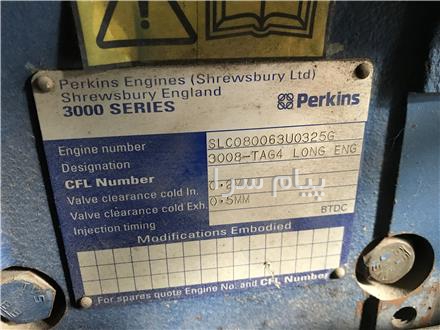 Perkins Engines (Shrewsbury Ltd)
Shrewsbury England
3000 SERIES
Perkins
Engine number SLC080063U0325G
Designation 3008-TAG4 LONG ENG
CFL Number
Valve clearance cold In. 0.2MM
Valve clearance cold Exh. 0.5MM
Injection timing BTDC
Modifications Embodied
For spares quote Engine No. and CFL Number
پیام سرا